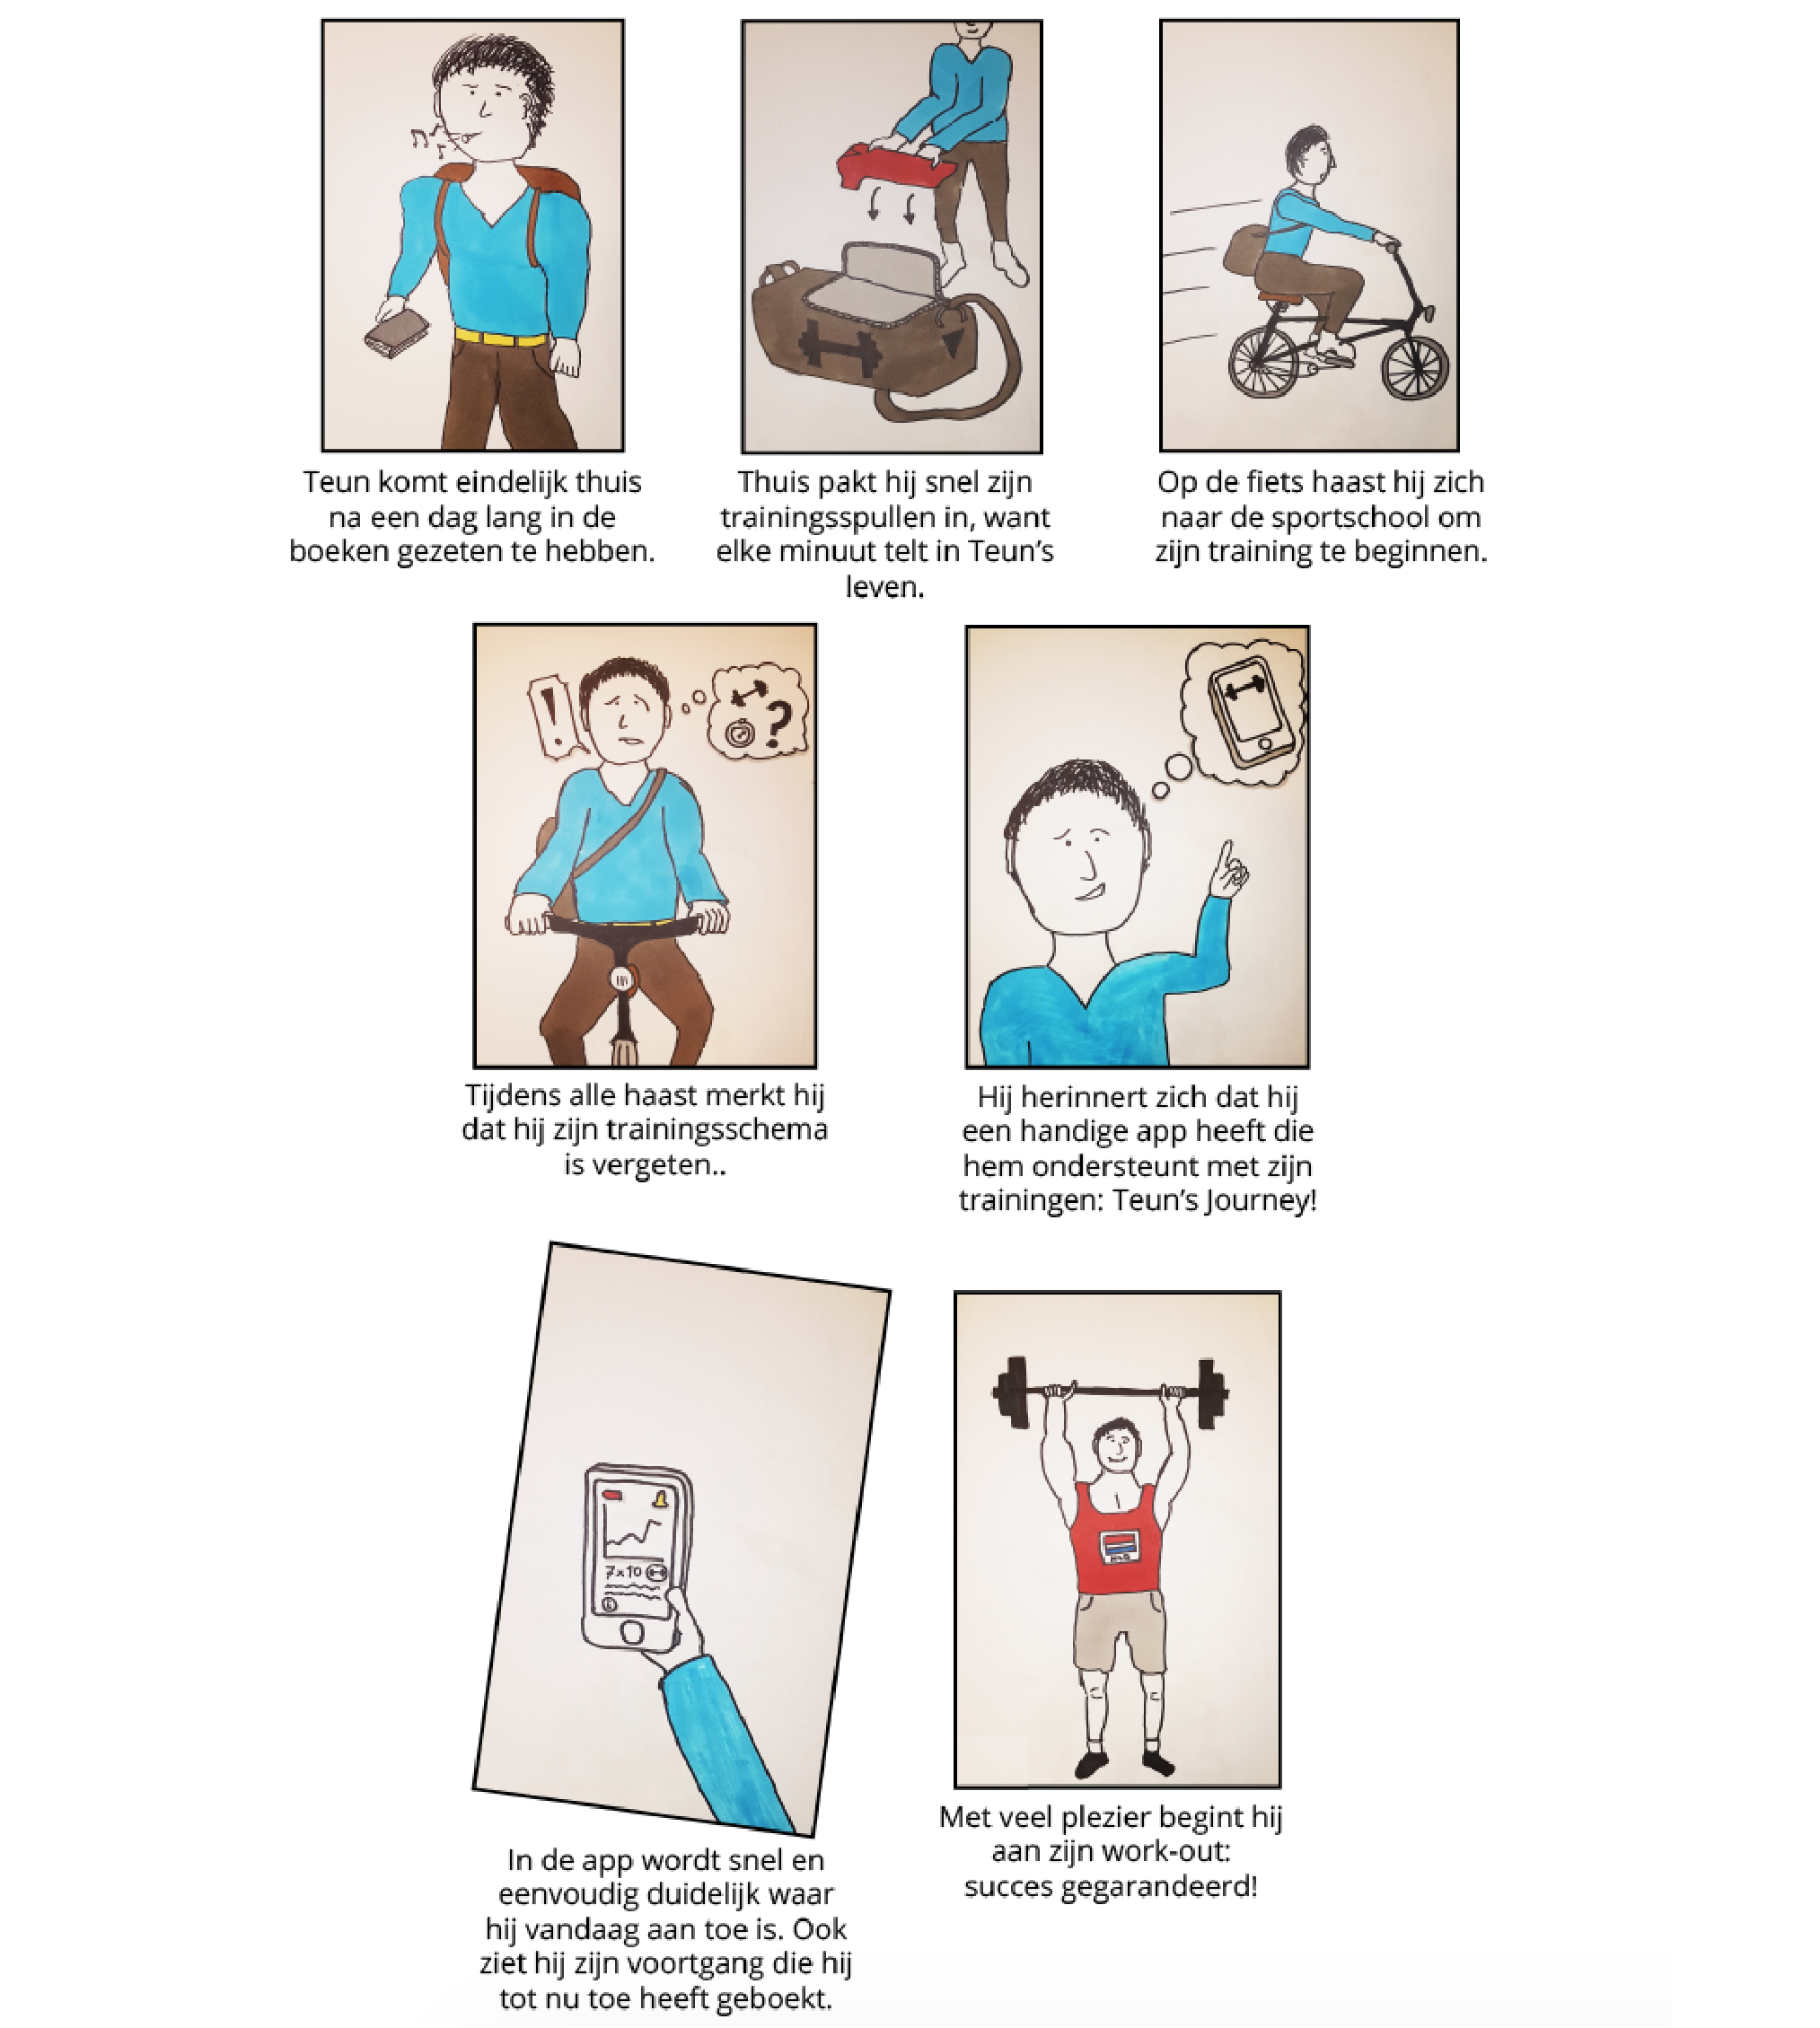 Teun komt eindelijk thuis
na een dag lang in de
boeken gezeten te hebben.
Thuis pakt hij snel zijn
trainingsspullen in, want
elke minuut telt in Teun’s
leven.
Op de fiets haast hij zich
naar de sportschool om
zijn training te beginnen.
!
?
Tijdens alle haast merkt hij
dat hij zijn trainingsschema
is vergeten..
Hij herinnert zich dat hij
een handige app heeft die
hem ondersteunt met zijn
trainingen: Teun’s Journey!
7x10
In de app wordt snel en
eenvoudig duidelijk waar
hij vandaag aan toe is. Ook
ziet hij zijn voortgang die hij
tot nu toe heeft geboekt.
Met veel plezier begint hij
aan zijn work-out:
succes gegarandeerd!